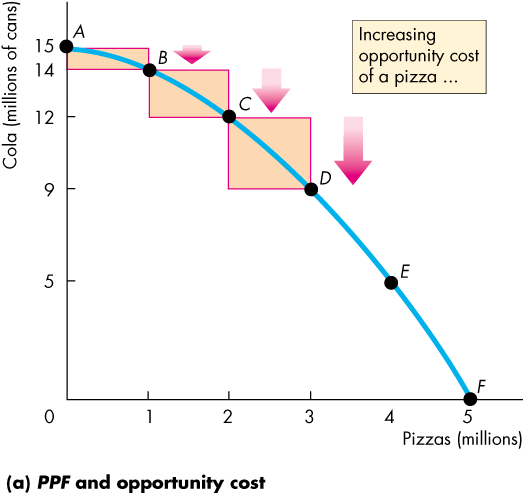 Cola (millions of cans)
15
14
12
9
5
0
A
B
C
D
E
F
Increasing
opportunity cost
of a pizza ...
1
2
3
4
5
Pizzas (millions)
(a) PPF and opportunity cost